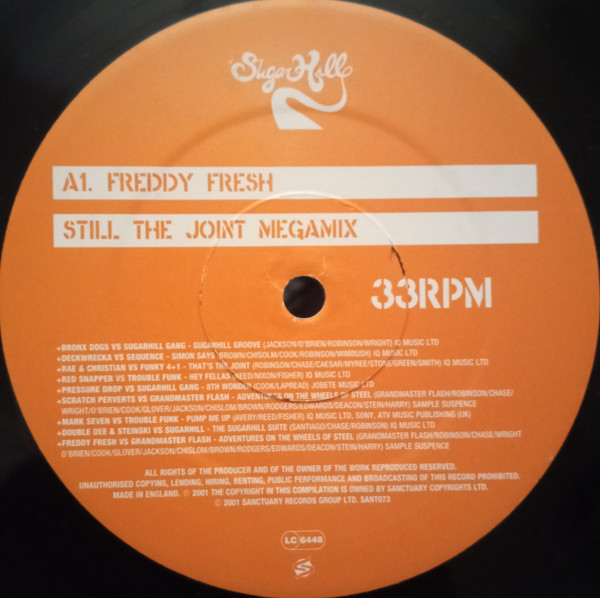 SugaHill
A1. FREDDY FRESH
STILL THE JOINT MEGAMIX
33RPM
+BRONX DOGS VS SUGARHILL GANG - SUGARHILL GROOVE (JACKSON/O'BRIEN/ROBINSON/WRIGHT) IQ MUSIC LTD
+DECKWRECKA VS SEQUENCE - SIMON SAYS (BROWN/CHISOLM/COOK/ROBINSON/WIMBUSH) IQ MUSIC LTD
+RAE & CHRISTIAN VS FUNKY 4+1 - THAT'S THE JOINT (ROBINSON/CHASE/CAESAR/MYREE/STONE/GREEN/SMITH) IQ MUSIC LTD
+RED SNAPPER VS TROUBLE FUNK - HEY FELLAS (REED/NIXON/FISHER) IQ MUSIC LTD
+PRESSURE DROP VS SUGARHILL GANG - 8TH WONDER (COOK/LAPREAD) JOBETE MUSIC LTD
+SCRATCH PERVERTS VS GRANDMASTER FLASH - ADVENTURES ON THE WHEELS OF STEEL (GRANDMASTER FLASH/ROBINSON/CHASE/
WRIGHT/O'BRIEN/COOK/GLOVER/JACKSON/CHISLOM/BROWN/RODGERS/EDWARDS/DEACON/STEIN/HARRY) SAMPLE SUSPENCE
+MARK SEVEN VS TROUBLE FUNK - PUMP ME UP (AVERY/REED/FISHER) IQ MUSIC LTD, SONY, ATV MUSIC PUBLISHING (UK)
+DOUBLE DEE & STEINSKI VS SUGARHILL - THE SUGARHILL SUITE (SANTIAGO/CHASE/ROBINSON) IQ MUSIC LTD
+FREDDY FRESH VS GRANDMASTER FLASH - ADVENTURES ON THE WHEELS OF STEEL (GRANDMASTER FLASH/ROBINSON/CHASE/WRIGHT
O'BRIEN/COOK/GLOVER/JACKSON/CHISLOM/BROWN/RODGERS/EDWARDS/DEACON/STEIN/HARRY) SAMPLE SUSPENCE
ALL RIGHTS OF THE PRODUCER AND OF THE OWNER OF THE WORK REPRODUCED RESERVED.
UNAUTHORISED COPYING, LENDING, HIRING, RENTING, PUBLIC PERFORMANCE AND BROADCASTING OF THIS RECORD PROHIBITED.
MADE IN ENGLAND. © 2001 THE COPYRIGHT IN THIS COMPILATION IS OWNED BY SANCTUARY COPYRIGHTS LTD.
© 2001 SANCTUARY RECORDS GROUP LTD. SANT073
LC 6448
S